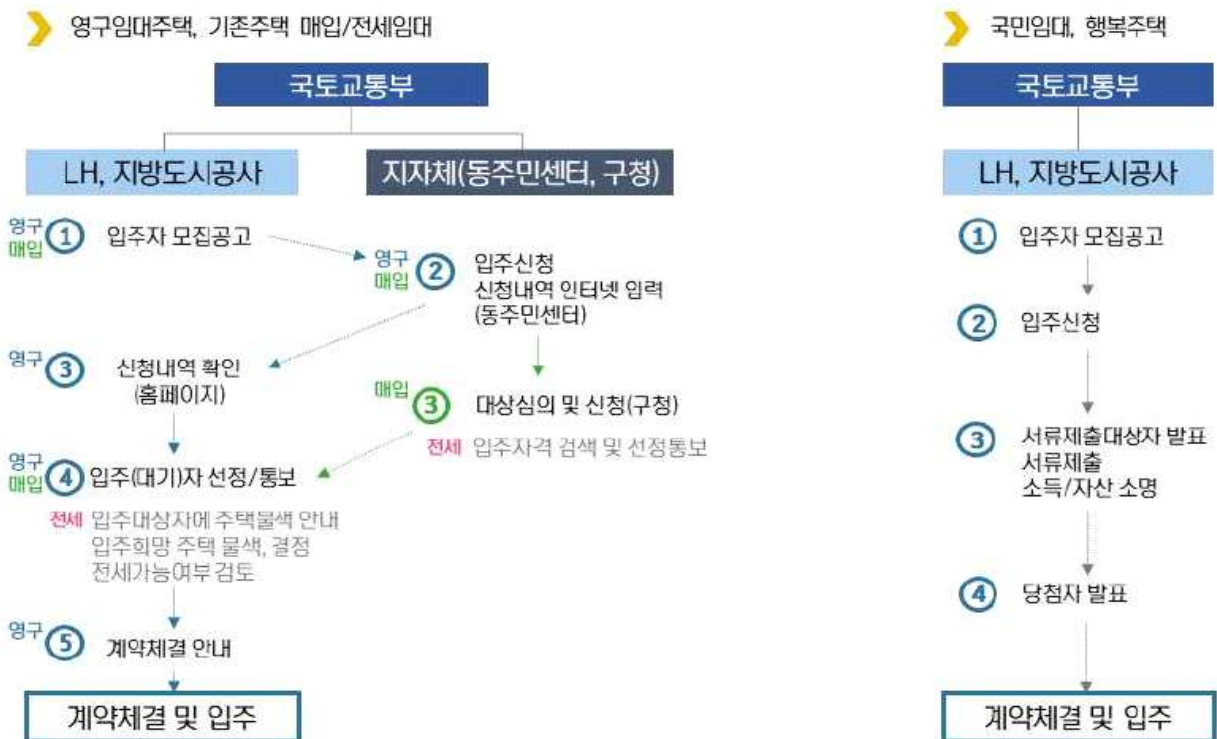 영구임대주택, 기존주택 매입/전세임대
국토교통부
LH, 지방도시공사
지자체(동주민센터, 구청)
영구
매입
1
입주자 모집공고
영구
매입
2
입주신청
신청내역 인터넷 입력
(동주민센터)
영구
3
신청내역 확인
(홈페이지)
매입
3
대상심의 및 신청(구청)
전세 입주자격 검색 및 선정통보
영구
매입
4
입주(대기)자 선정/통보
전세 입주대상자에 주택물색 안내
입주희망 주택 물색, 결정
전세가능여부 검토
영구
5
계약체결 안내
계약체결 및 입주
국민임대, 행복주택
국토교통부
LH, 지방도시공사
1 입주자 모집공고
2 입주신청
3 서류제출대상자 발표
서류제출
소득/자산 소명
4 당첨자 발표
계약체결 및 입주